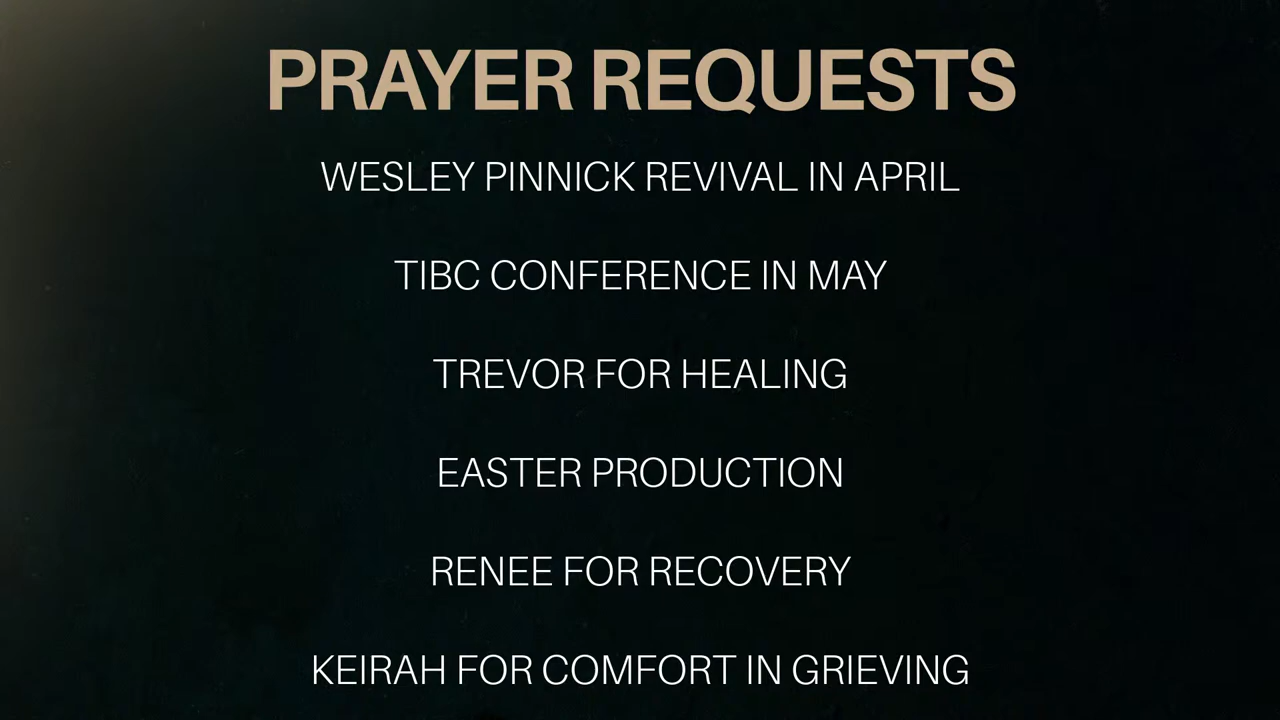 PRAYER REQUESTS
WESLEY PINNICK REVIVAL IN APRIL
TIBC CONFERENCE IN MAY
TREVOR FOR HEALING
EASTER PRODUCTION
RENEE FOR RECOVERY
KEIRAH FOR COMFORT IN GRIEVING